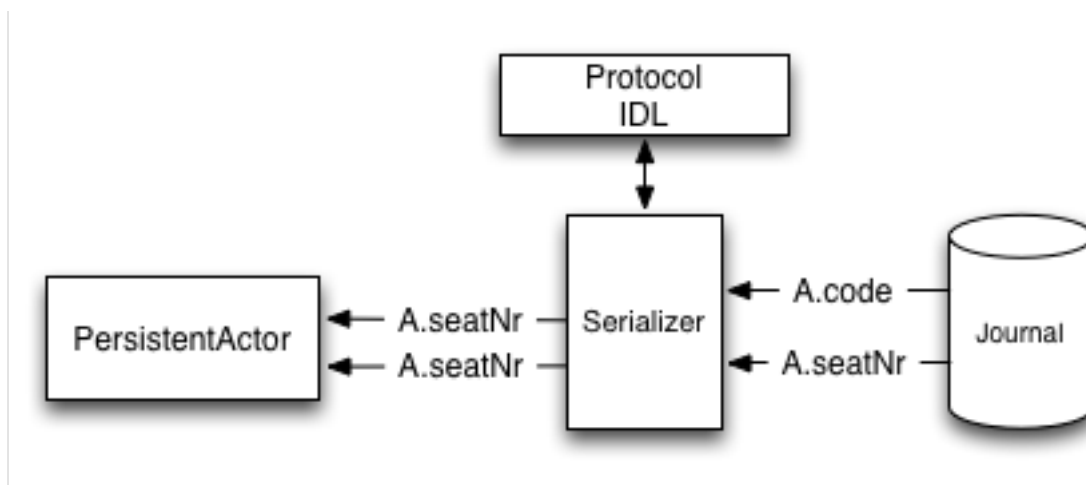 Protocol
IDL
PersistentActor
A.seatNr
A.seatNr
Serializer
A.code
A.seatNr
Journal